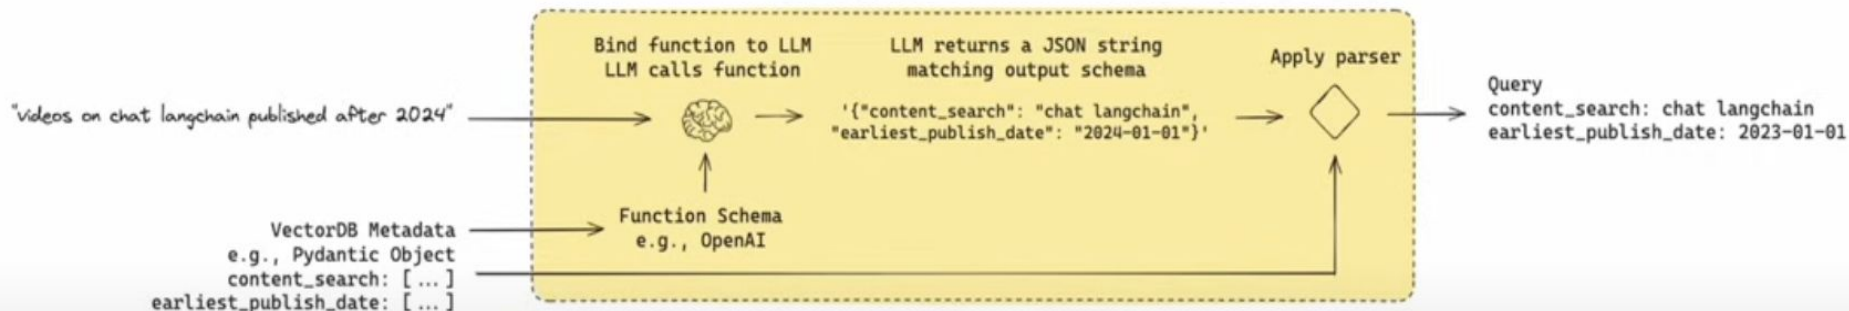 "videos on chat langchain published after 2024"
Bind function to LLM
LLM calls function
LLM returns a JSON string
matching output schema
'{"content_search": "chat langchain",
"earliest_publish_date": "2024-01-01"}'
Apply parser
Query
content_search: chat langchain
earliest_publish_date: 2023-01-01
VectorDB Metadata
e.g., Pydantic Object
content_search: [...]
earliest_publish_date: [...]
Function Schema
e.g., OpenAI